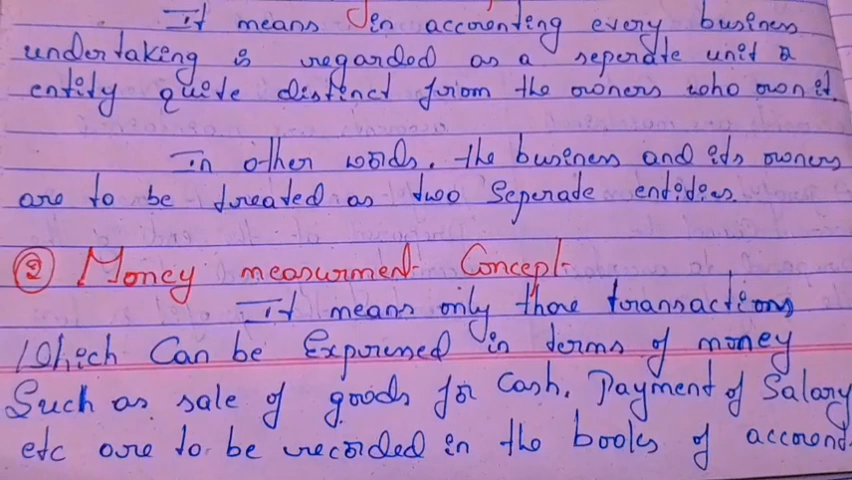 It means in accounting every business
undertaking is regarded as a seperate unit &
entity quite distinct from the owners who own it.
In other words, the business and its owners
are to be treated as two Seperate entities.
② Money measurment Concept-
It means only those transactions
Which Can be Expressed in terms of money
Such as sale of goods for Cash, Payment of Salary
etc are to be recorded in the books of account.